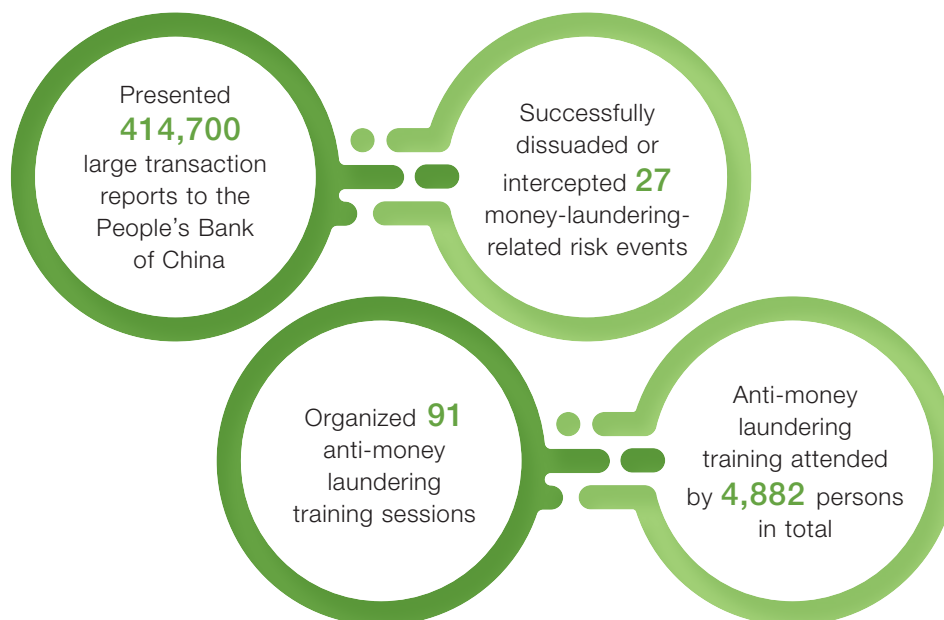 Presented
414,700
large transaction
reports to the
People’s Bank
of China
Successfully
dissuaded or
intercepted 27
money-laundering-
related risk events
Organized 91
anti-money
laundering
training sessions
Anti-money
laundering
training attended
by 4,882 persons
in total